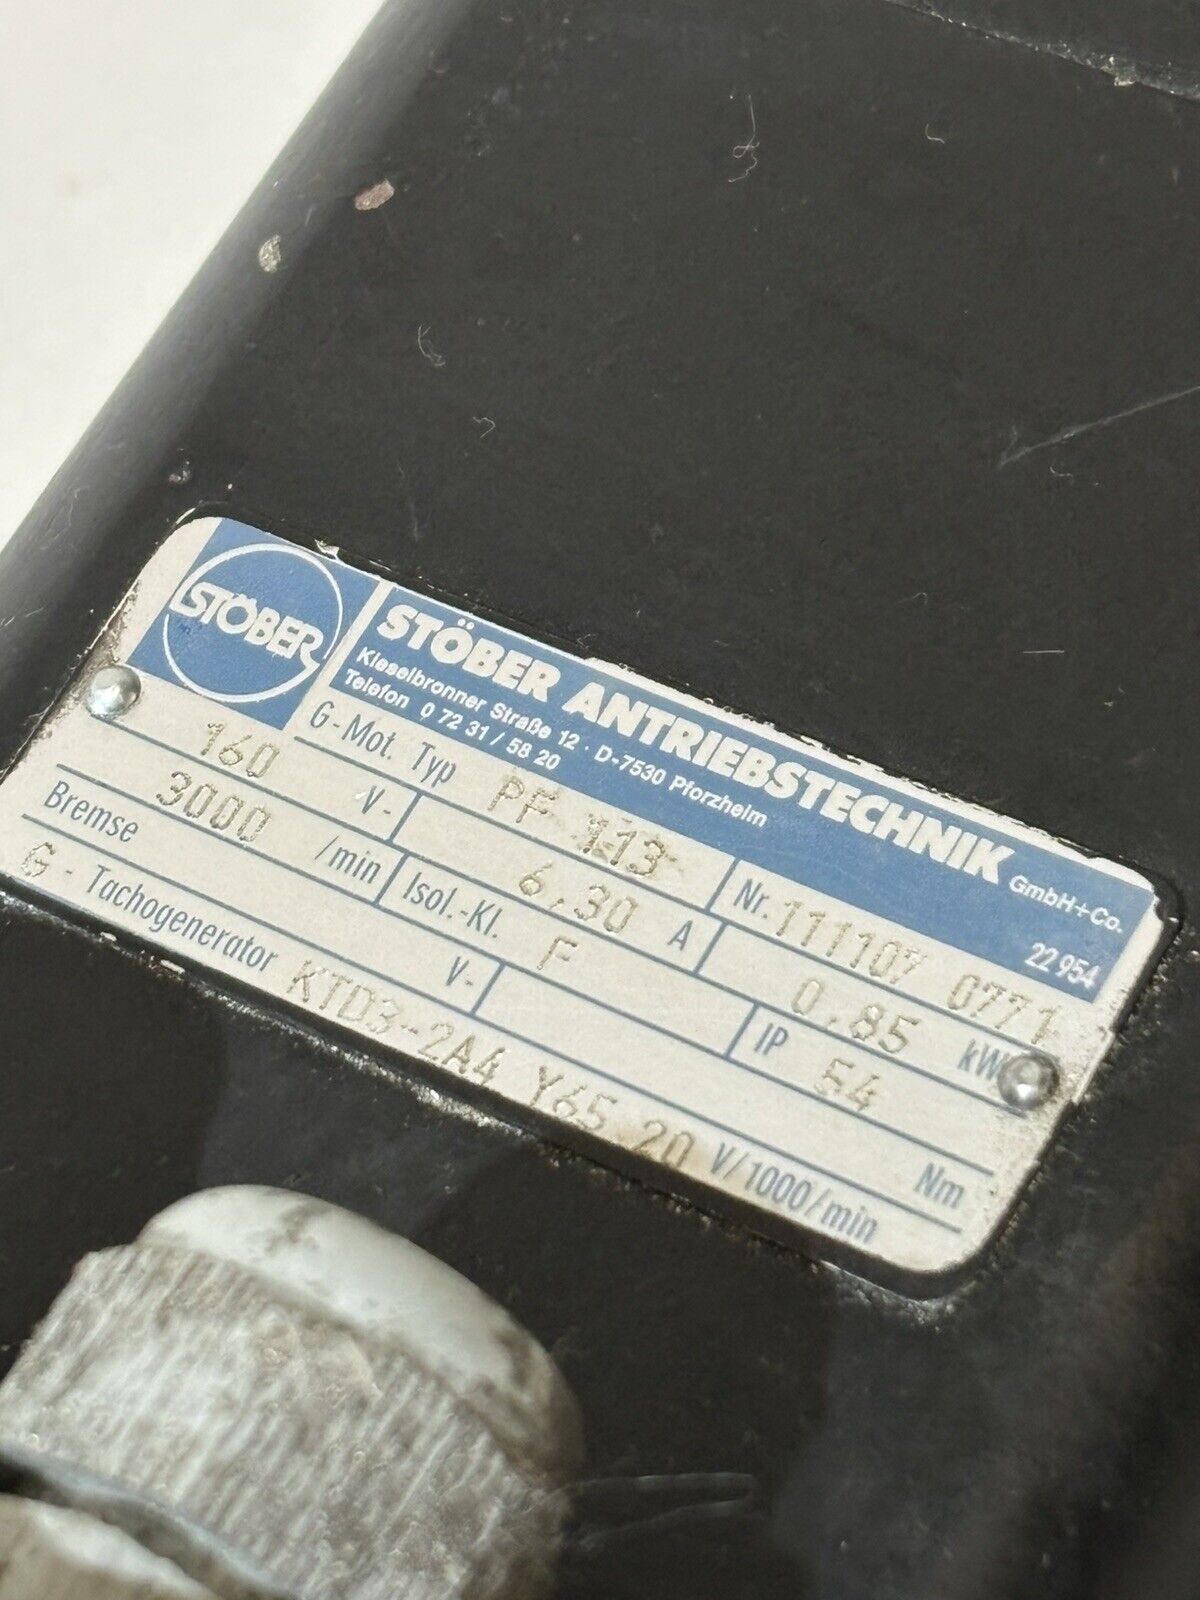 STÖBER
STÖBER ANTRIEBSTECHNIK GmbH+Co.
Kieselbronner Straße 12 · D-7530 Pforzheim
Telefon 0 72 31 / 58 20
22 954
G-Mot. Typ PF 113 Nr. 111107 0771
160 V- 6,30 A 0,85 kW
3000 /min Isol.-Kl. F IP 54
Bremse V- Nm
G - Tachogenerator KTD3-2A4 Y65 20 V/1000/min